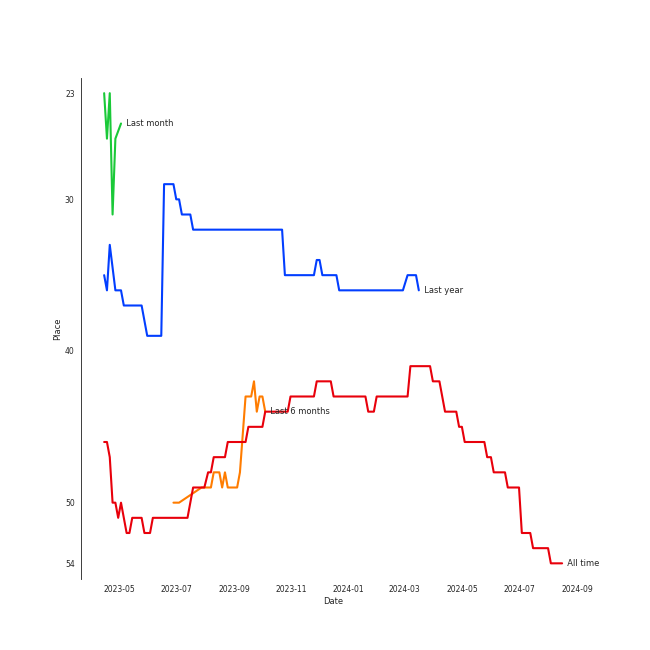 23
Last month
30
Last year
Place
40
Last 6 months
50
54
All time
2023-05
2023-07
2023-09
2023-11
2024-01
2024-03
2024-05
2024-07
2024-09
Date